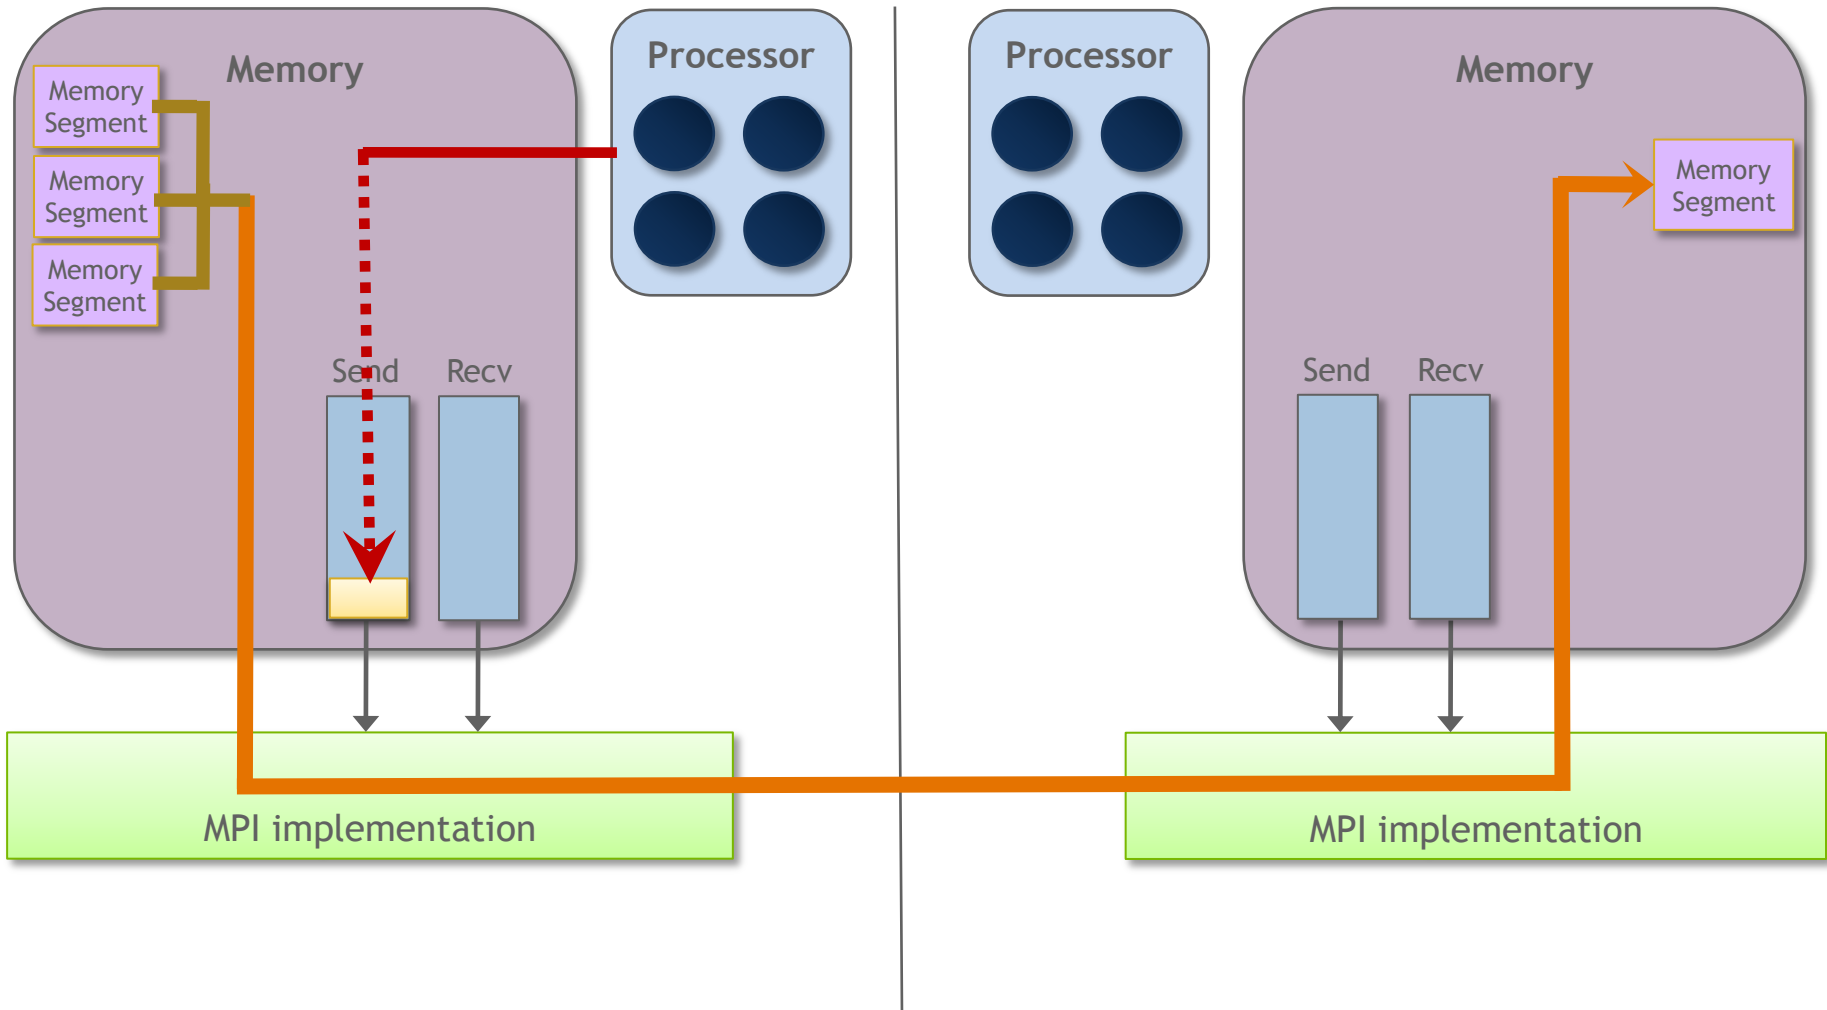 Memory
Memory
Segment
Memory
Segment
Memory
Segment
Send
Recv
Processor
MPI implementation
Processor
Memory
Memory
Segment
Send
Recv
MPI implementation